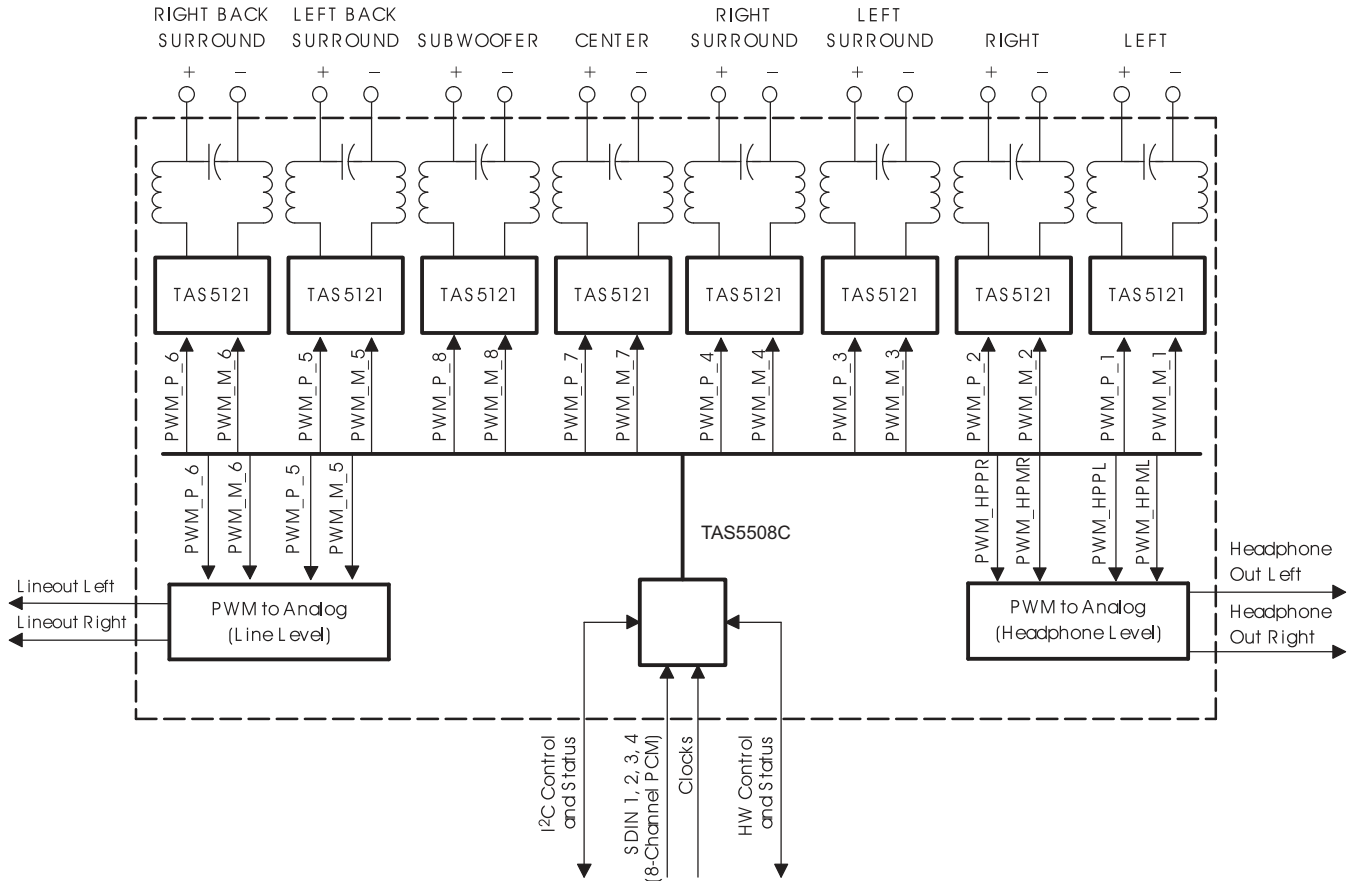 RIGHT BACK
SURROUND
LEFT BACK
SURROUND
SUBWOOFER
CENTER
RIGHT
SURROUND
LEFT
SURROUND
RIGHT
LEFT
+ −
+ −
+ −
+ −
+ −
+ −
+ −
+ −
TAS5121
TAS5121
TAS5121
TAS5121
TAS5121
TAS5121
TAS5121
TAS5121
PWM_P_6
PWM_M_6
PWM_P_5
PWM_M_5
PWM_P_8
PWM_M_8
PWM_P_7
PWM_M_7
PWM_P_4
PWM_M_4
PWM_P_3
PWM_M_3
PWM_P_2
PWM_M_2
PWM_P_1
PWM_M_1
PWM_P_6
PWM_M_6
PWM_P_5
PWM_M_5
PWM_HPPR
PWM_HPMR
PWM_HPPL
PWM_HPML
TAS5508C
Lineout Left
Lineout Right
PWM to Analog
(Line Level)
PWM to Analog
(Headphone Level)
Headphone
Out Left
Headphone
Out Right
I²C Control
and Status
SDIN 1, 2, 3, 4
(8-Channel PCM)
Clocks
HW Control
and Status